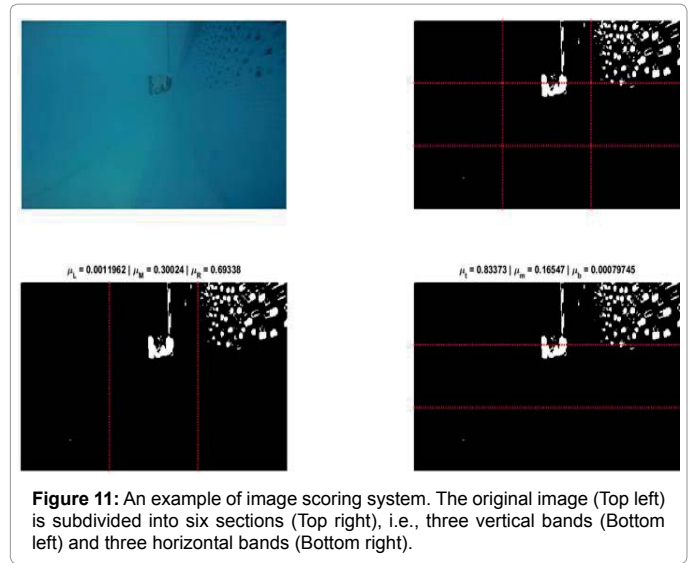 μL = 0.0011962 | μM = 0.30024 | μR = 0.69338
μt = 0.83373 | μm = 0.16547 | μb = 0.00079745
Figure 11: An example of image scoring system. The original image (Top left)
is subdivided into six sections (Top right), i.e., three vertical bands (Bottom
left) and three horizontal bands (Bottom right).